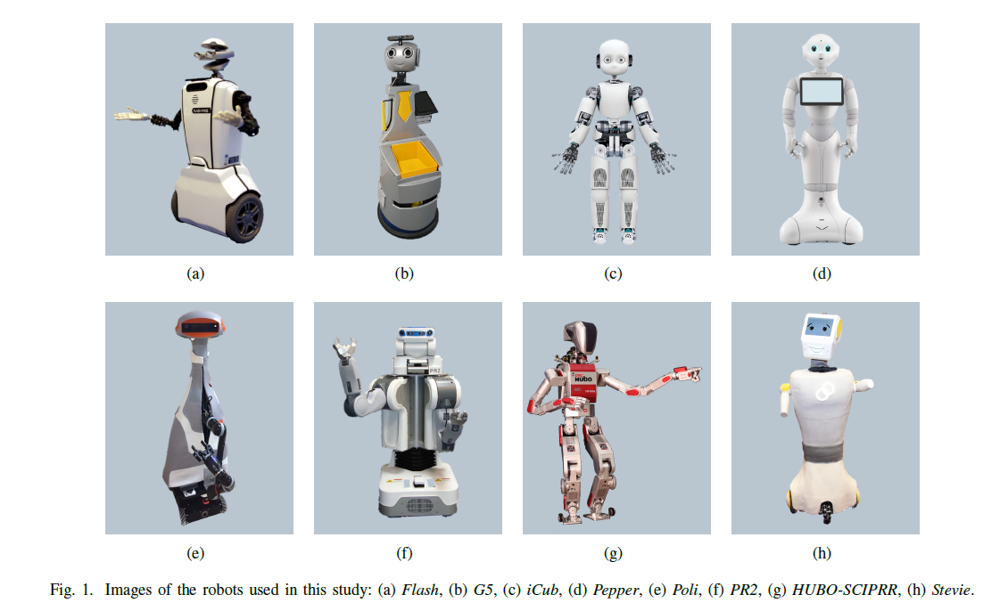 (a) (b) (c) (d)
PR2
HUBO
(e) (f) (g) (h)
Fig. 1. Images of the robots used in this study: (a) Flash, (b) G5, (c) iCub, (d) Pepper, (e) Poli, (f) PR2, (g) HUBO-SCIPRR, (h) Stevie.